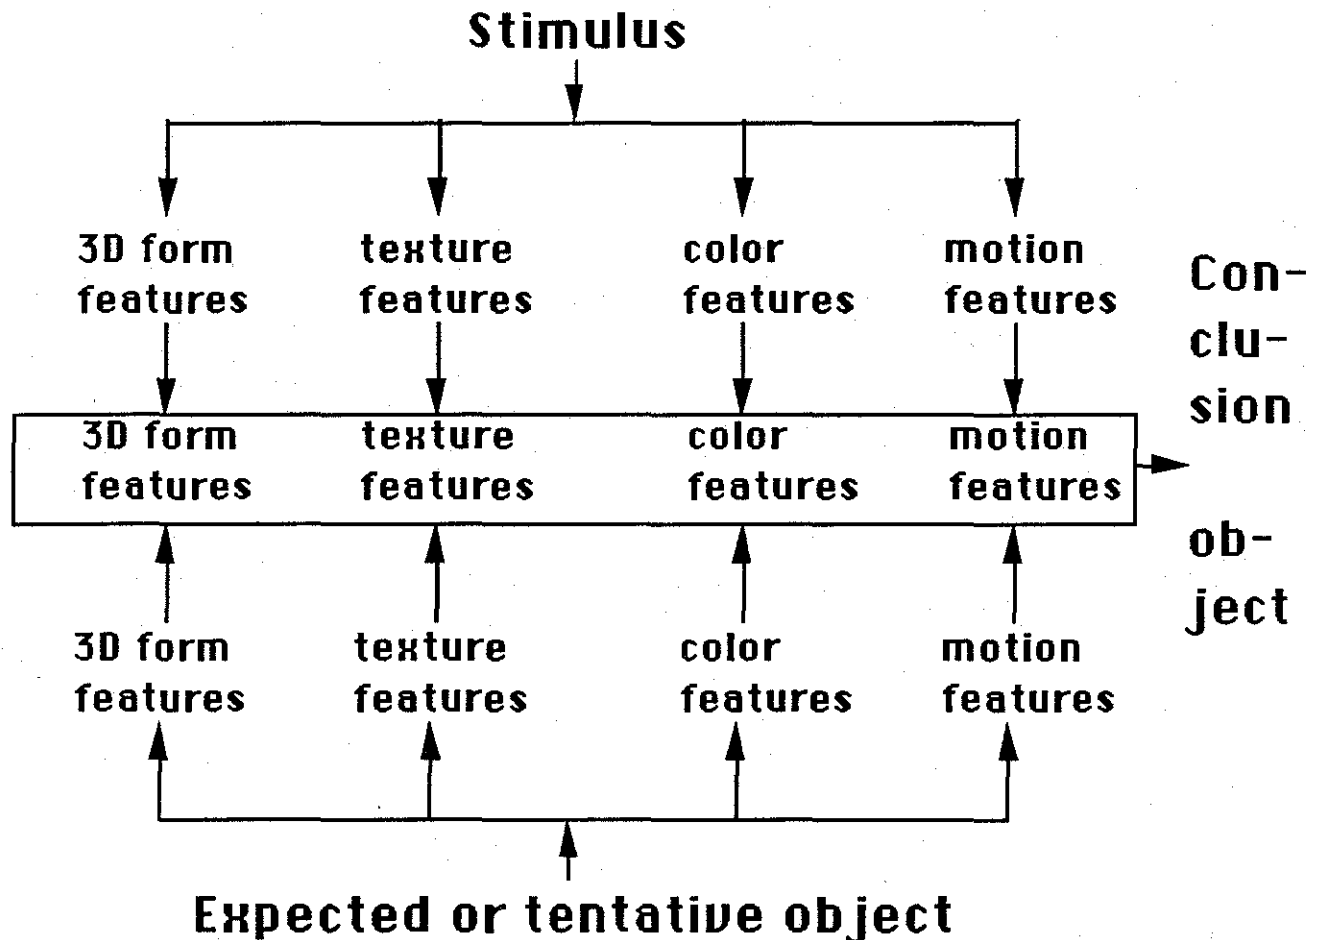 Stimulus
3D form texture color motion
features features features features
3D form texture color motion
features features features features
3D form texture color motion
features features features features
Expected or tentative object
Con-
clu-
sion
ob-
ject